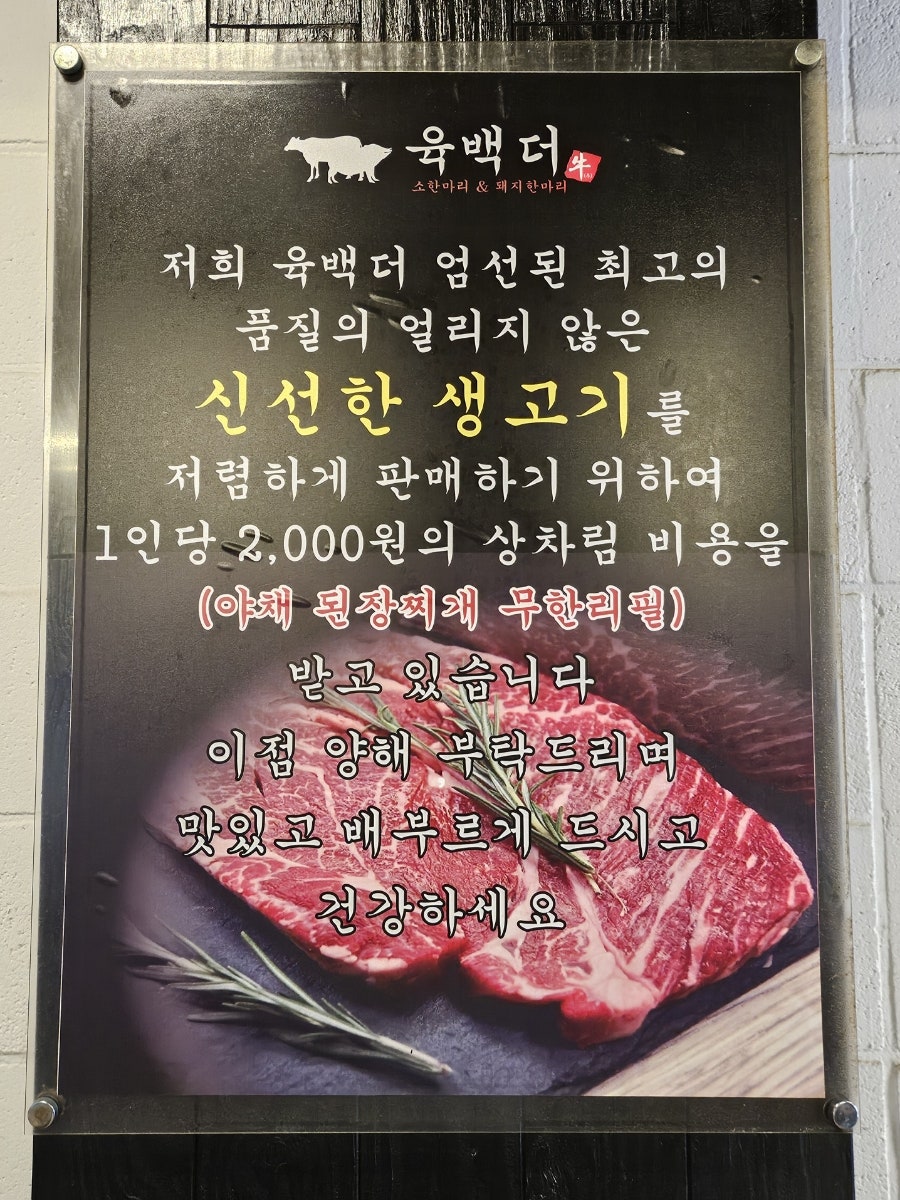 육백더 牛
소한마리 & 돼지한마리
저희 육백더 엄선된 최고의
품질의 얼리지 않은
신선한 생고기를
저렴하게 판매하기 위하여
1인당 2,000원의 상차림 비용을
(야채 된장찌개 무한리필)
받고 있습니다
이점 양해 부탁드리며
맛있고 배부르게 드시고
건강하세요